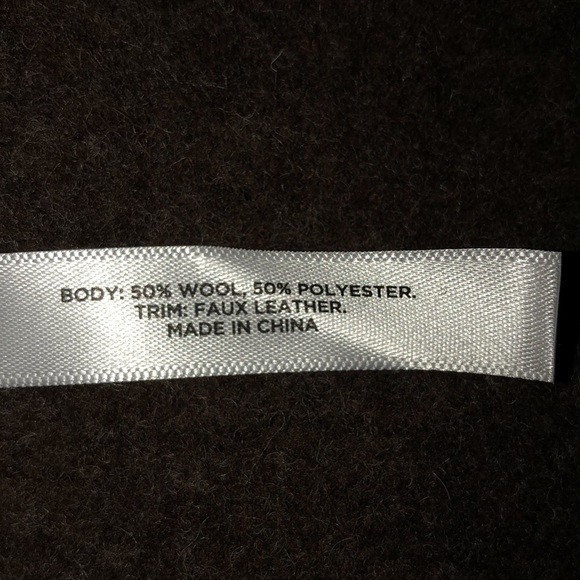 BODY: 50% WOOL, 50% POLYESTER.
TRIM: FAUX LEATHER.
MADE IN CHINA